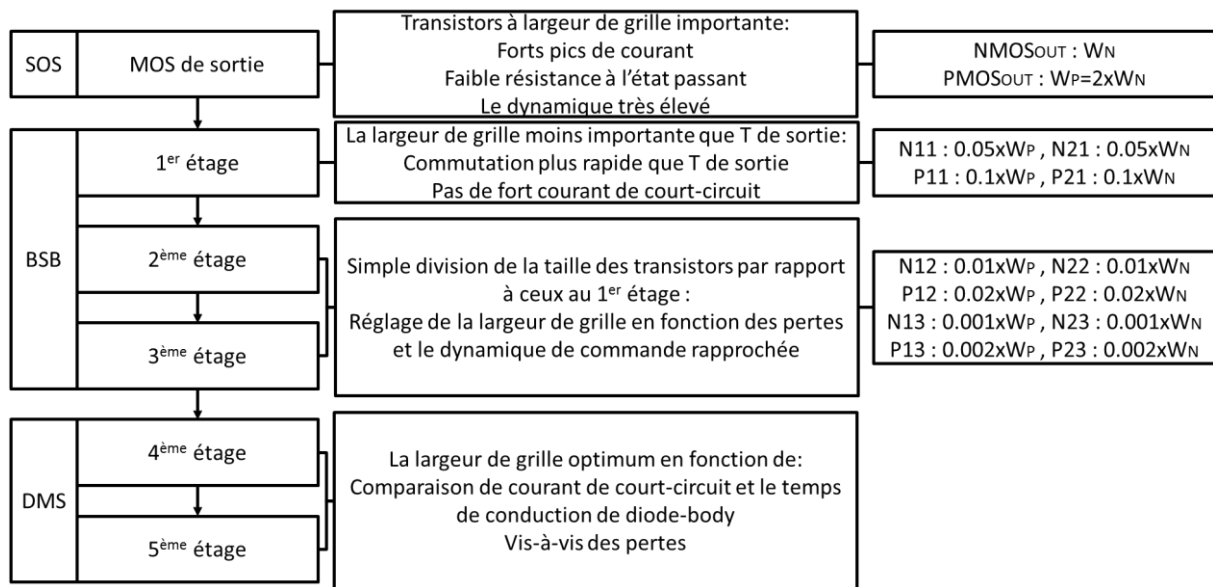 SOS
MOS de sortie
Transistors à largeur de grille importante:
Forts pics de courant
Faible résistance à l'état passant
Le dynamique très élevé
NMOSOUT : WN
PMOSOUT : WP=2xWN
BSB
1er étage
La largeur de grille moins importante que T de sortie:
Commutation plus rapide que T de sortie
Pas de fort courant de court-circuit
N11 : 0.05xWP , N21 : 0.05xWN
P11 : 0.1xWP , P21 : 0.1xWN
2ème étage
3ème étage
Simple division de la taille des transistors par rapport
à ceux au 1er étage :
Réglage de la largeur de grille en fonction des pertes
et le dynamique de commande rapprochée
N12 : 0.01xWP , N22 : 0.01xWN
P12 : 0.02xWP , P22 : 0.02xWN
N13 : 0.001xWP , N23 : 0.001xWN
P13 : 0.002xWP , P23 : 0.002xWN
DMS
4ème étage
5ème étage
La largeur de grille optimum en fonction de:
Comparaison de courant de court-circuit et le temps
de conduction de diode-body
Vis-à-vis des pertes